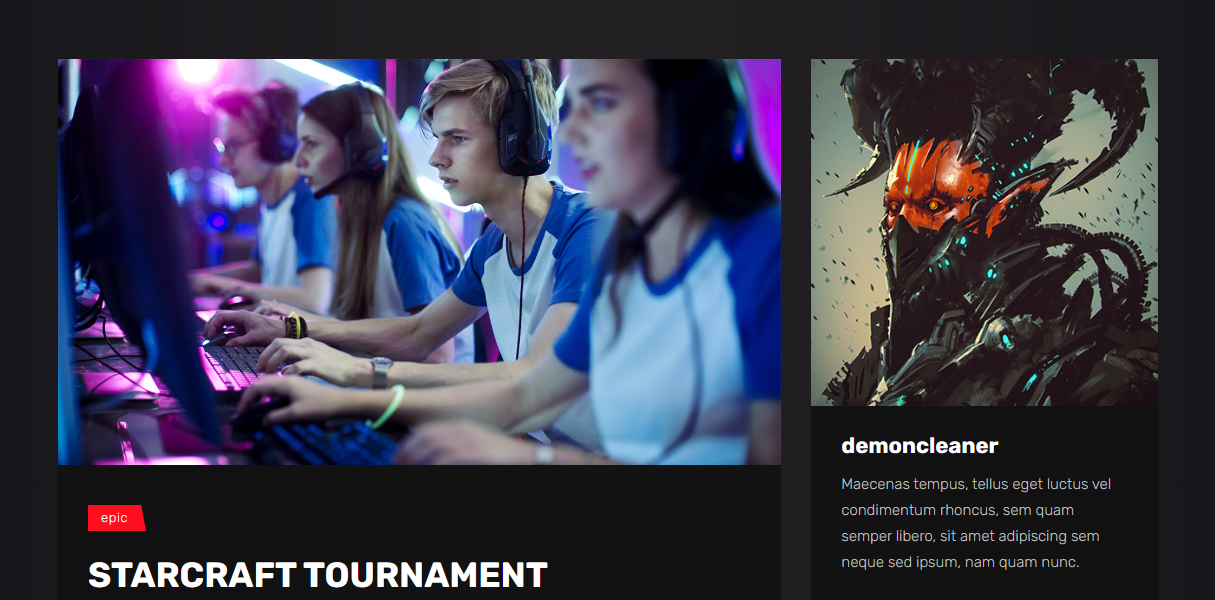 epic
STARCRAFT TOURNAMENT
demoncleaner
Maecenas tempus, tellus eget luctus vel
condimentum rhoncus, sem quam
semper libero, sit amet adipiscing sem
neque sed ipsum, nam quam nunc.